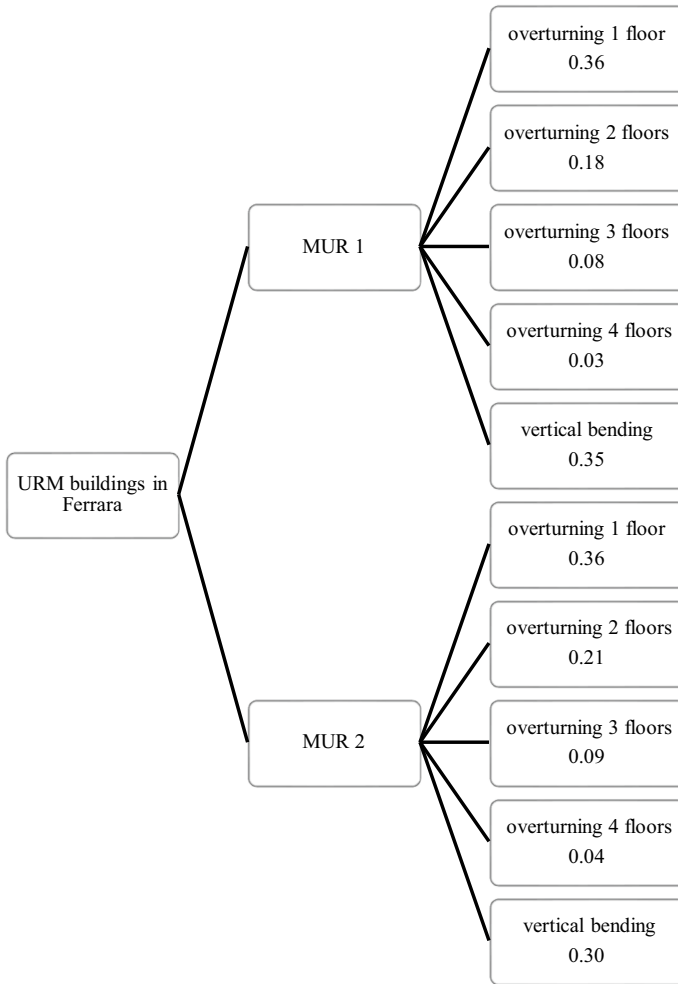 URM buildings in
Ferrara
MUR 1
overturning 1 floor
0.36
overturning 2 floors
0.18
overturning 3 floors
0.08
overturning 4 floors
0.03
vertical bending
0.35
MUR 2
overturning 1 floor
0.36
overturning 2 floors
0.21
overturning 3 floors
0.09
overturning 4 floors
0.04
vertical bending
0.30